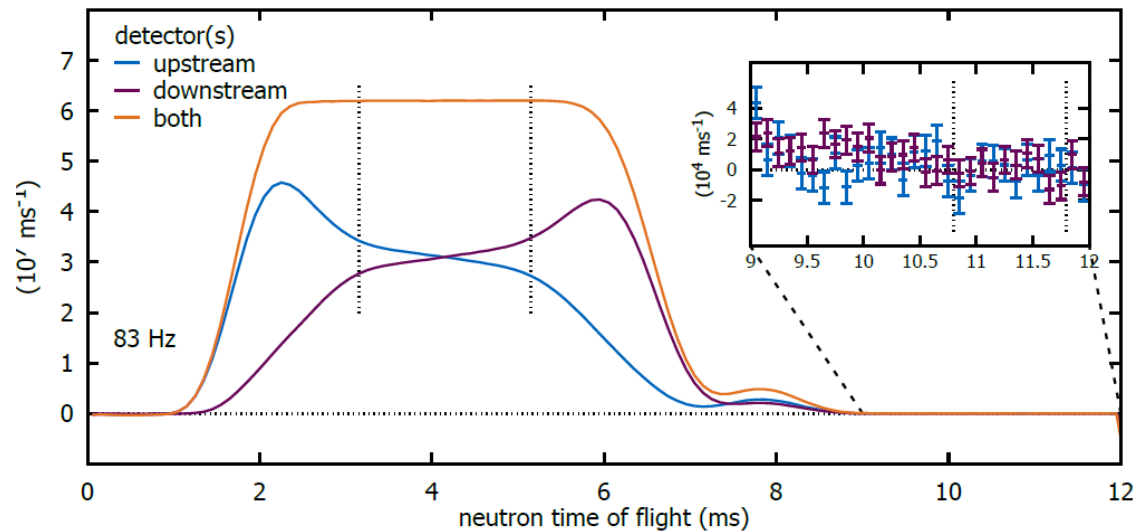 detector(s)
upstream
downstream
both
83 Hz
(10⁷ ms⁻¹)
7
6
5
4
3
2
1
0
0 2 4 6 8 10 12
neutron time of flight (ms)
(10⁴ ms⁻¹)
4
2
0
-2
9 9.5 10 10.5 11 11.5 12